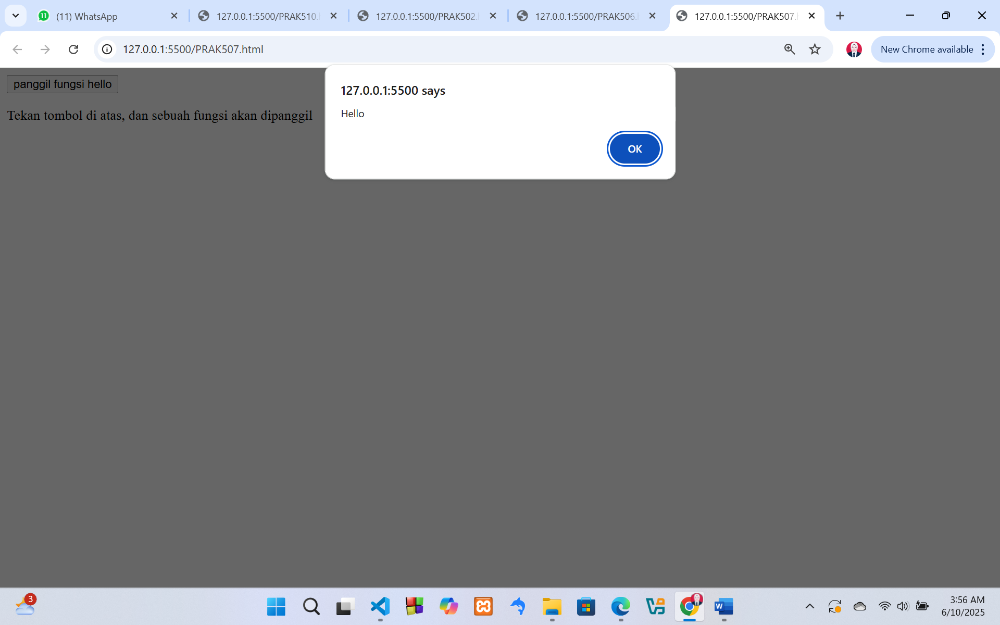 (11) WhatsApp
127.0.0.1:5500/PRAK510.
127.0.0.1:5500/PRAK502.
127.0.0.1:5500/PRAK506.
127.0.0.1:5500/PRAK507.
127.0.0.1:5500/PRAK507.html
New Chrome available
panggil fungsi hello
Tekan tombol di atas, dan sebuah fungsi akan dipanggil
127.0.0.1:5500 says
Hello
OK
3
3:56 AM
6/10/2025